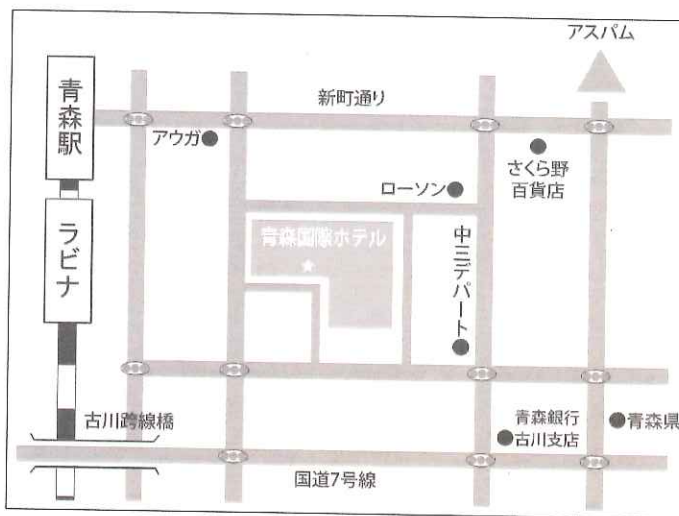 アスパム
青森駅
新町通り
アウガ
さくら野
百貨店
ローソン
ラビナ
青森国際ホテル
中三デパート
古川跨線橋
青森銀行
古川支店
青森県
国道7号線